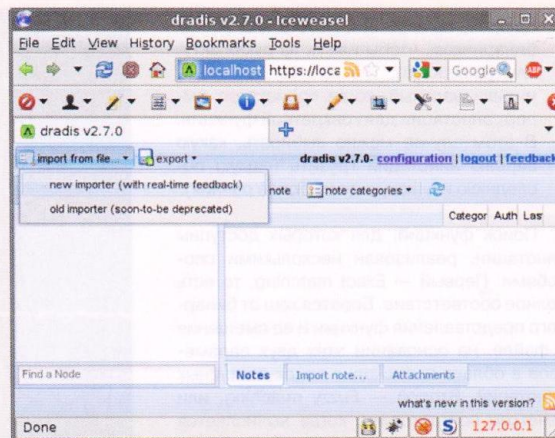 dradis v2.7.0 - Iceweasel
File Edit View History Bookmarks Tools Help
localhost https://loca Google
dradis v2.7.0
import from file... export dradis v2.7.0- configuration | logout | feedback
new importer (with real-time feedback) note note categories
old importer (soon-to-be deprecated)
Categor Auth Las
Find a Node Notes Import note... Attachments
what's new in this version?
Done 127.0.0.1